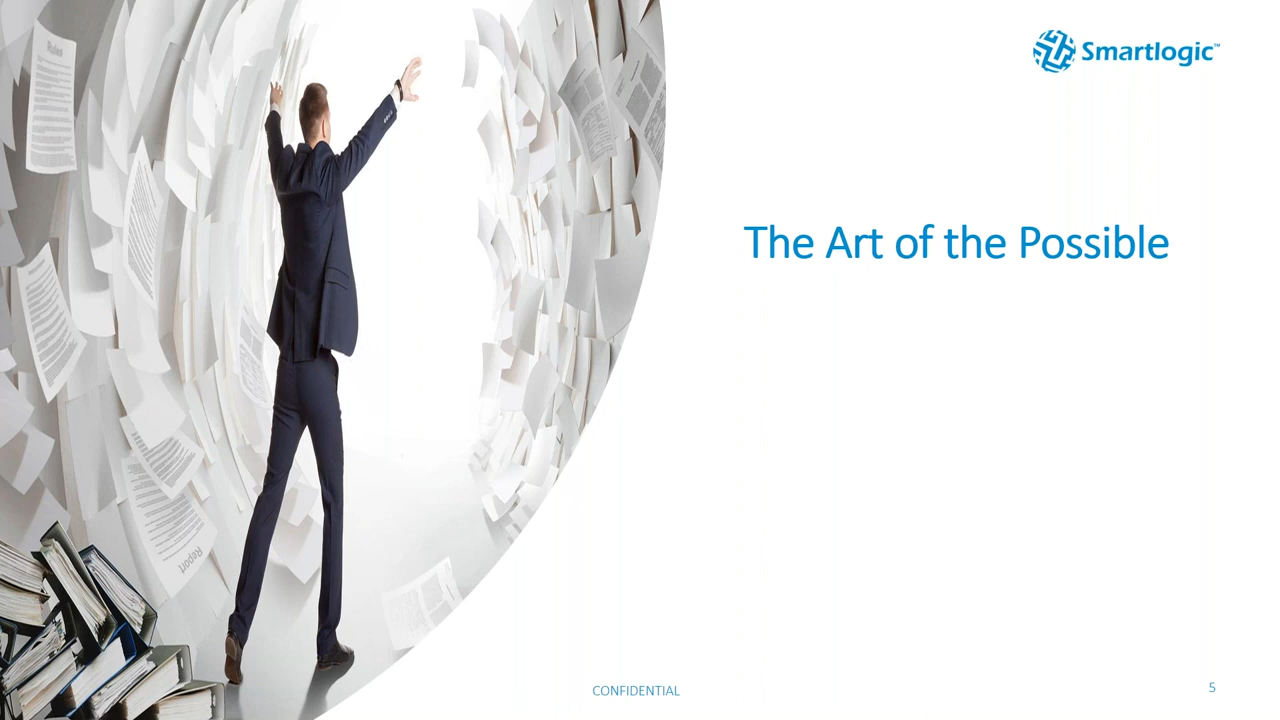 Smartlogic™
Rules
The Art of the Possible
Report
CONFIDENTIAL
5